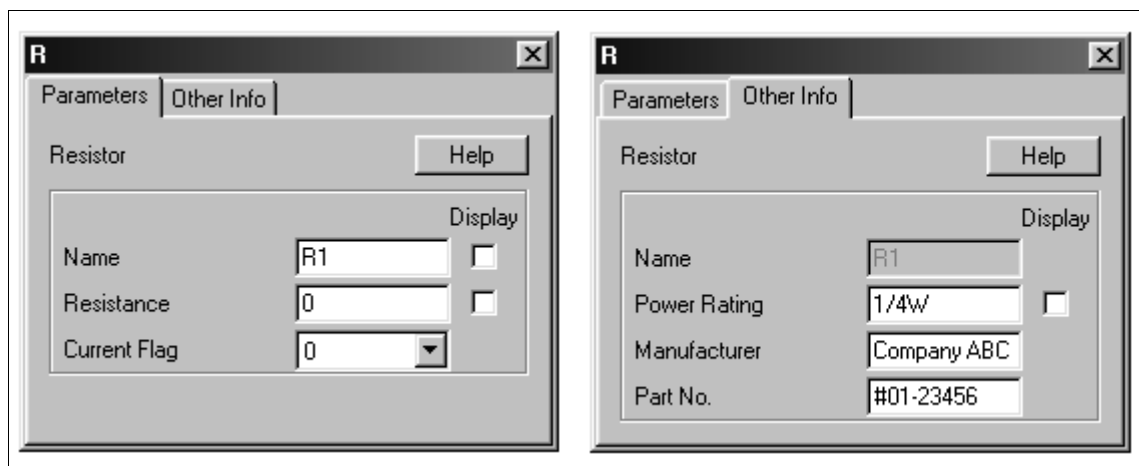 R
Parameters Other Info
Resistor Help
Display
Name R1
Resistance 0
Current Flag 0
R
Parameters Other Info
Resistor Help
Display
Name R1
Power Rating 1/4W
Manufacturer Company ABC
Part No. #01-23456